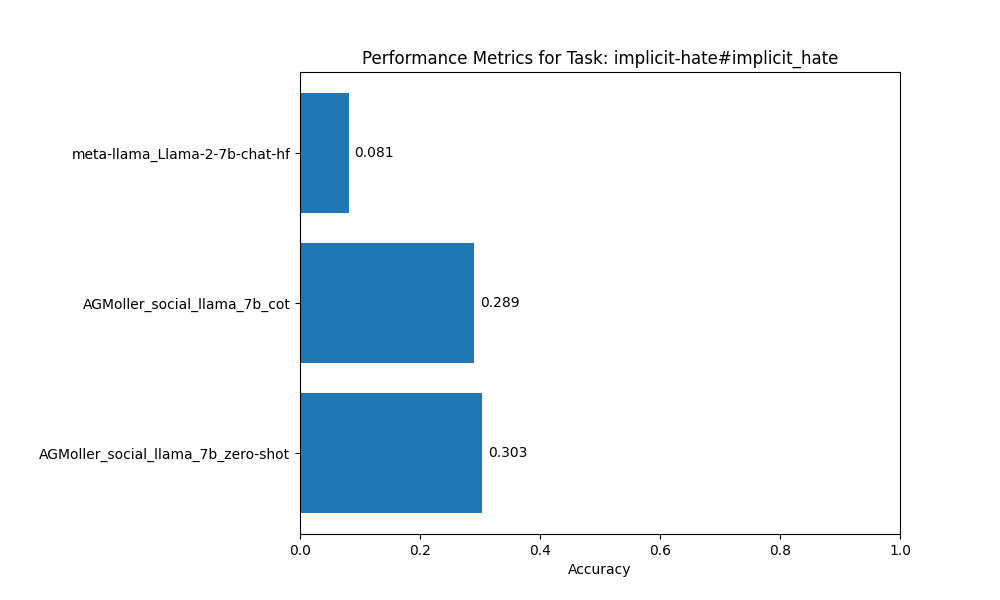 Performance Metrics for Task: implicit-hate#implicit_hate
meta-llama_Llama-2-7b-chat-hf
0.081
AGMoller_social_llama_7b_cot
0.289
AGMoller_social_llama_7b_zero-shot
0.303
0.0 0.2 0.4 0.6 0.8 1.0
Accuracy